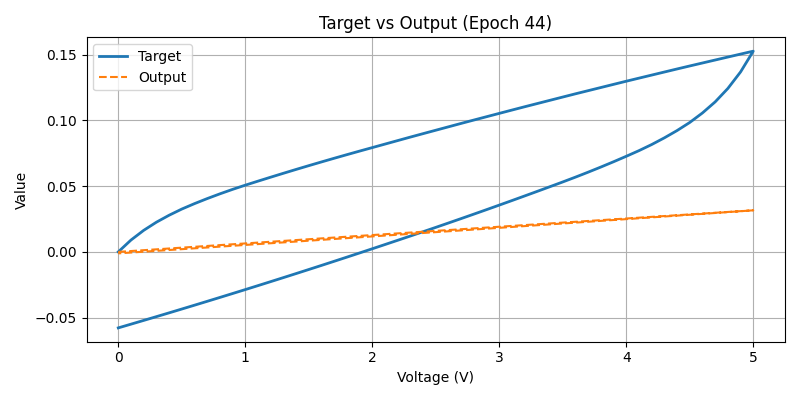 Target vs Output (Epoch 44)
Target
Output
Value
0.15
0.10
0.05
0.00
−0.05
0 1 2 3 4 5
Voltage (V)